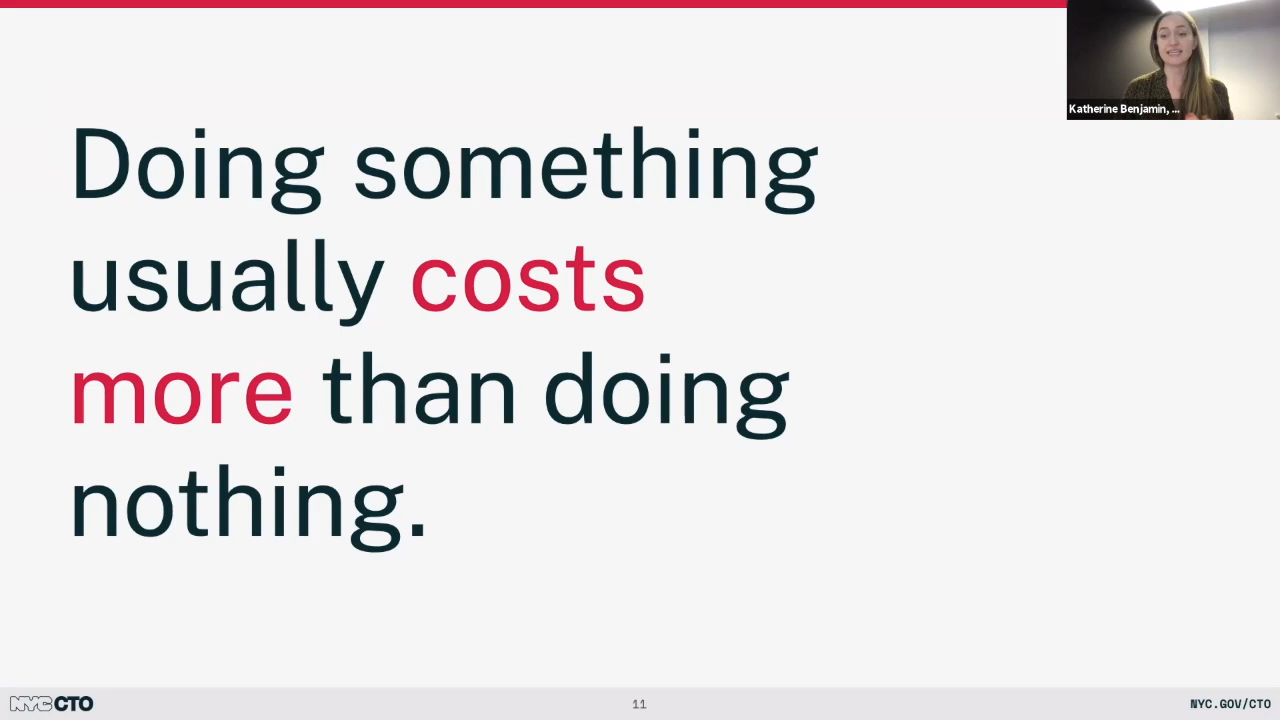 Katherine Benjamin, ...
Doing something
usually costs
more than doing
nothing.
NYC CTO
11
NYC.GOV/CTO